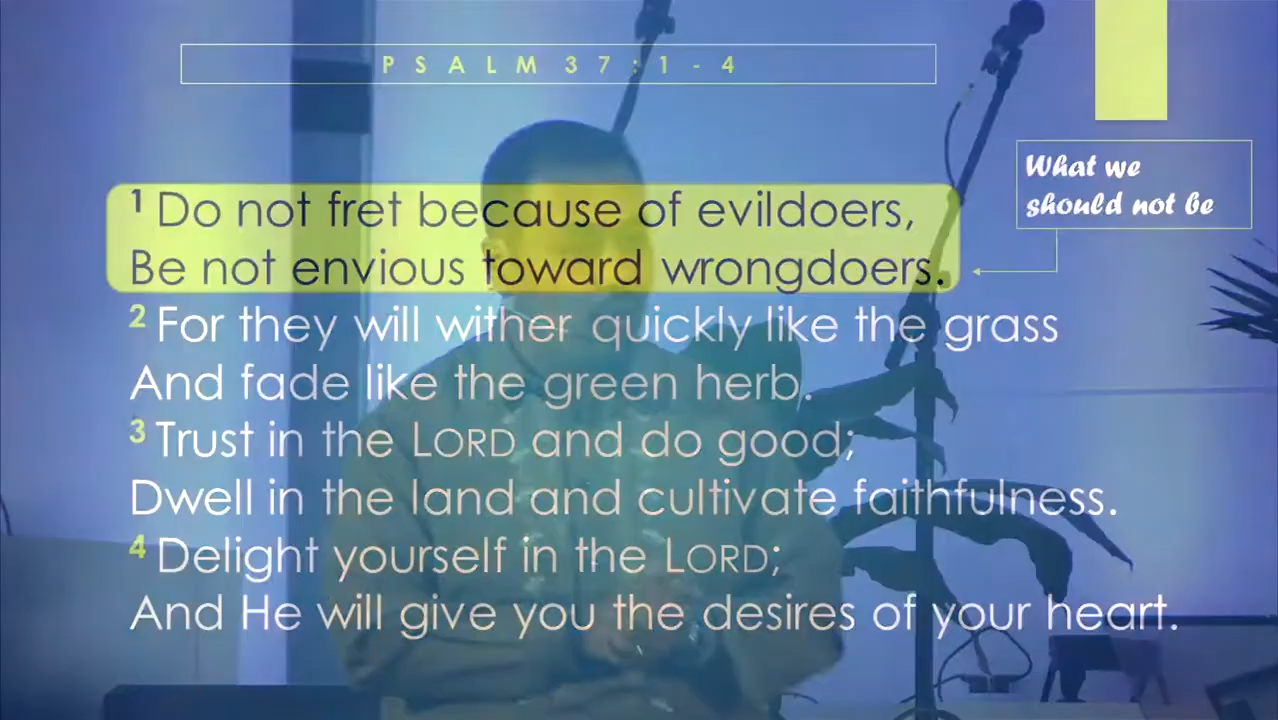 PSALM 37:1-4
What we
should not be
1 Do not fret because of evildoers,
Be not envious toward wrongdoers.
2 For they will wither quickly like the grass
And fade like the green herb.
3 Trust in the LORD and do good;
Dwell in the land and cultivate faithfulness.
4 Delight yourself in the LORD;
And He will give you the desires of your heart.